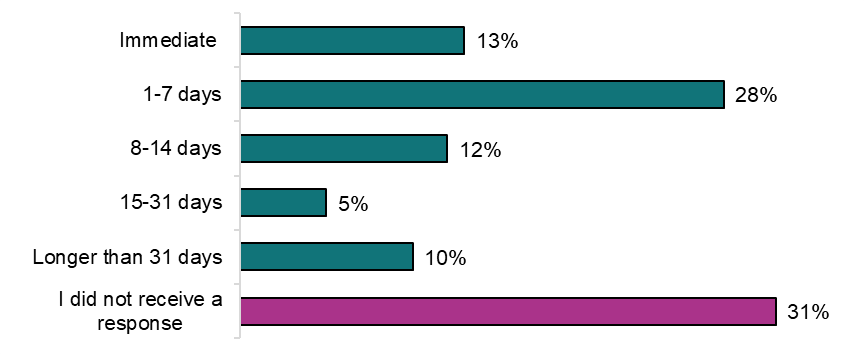 Immediate 13%
1-7 days 28%
8-14 days 12%
15-31 days 5%
Longer than 31 days 10%
I did not receive a
response 31%